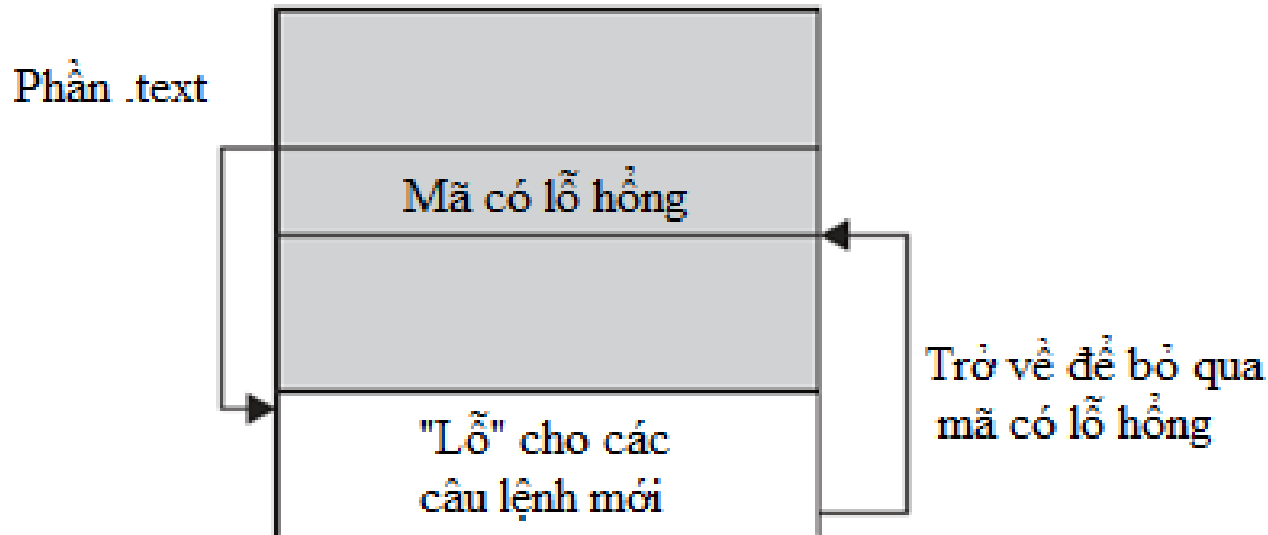 Phần .text
Mã có lỗ hổng
Trở về để bỏ qua
mã có lỗ hổng
"Lỗ" cho các
câu lệnh mới